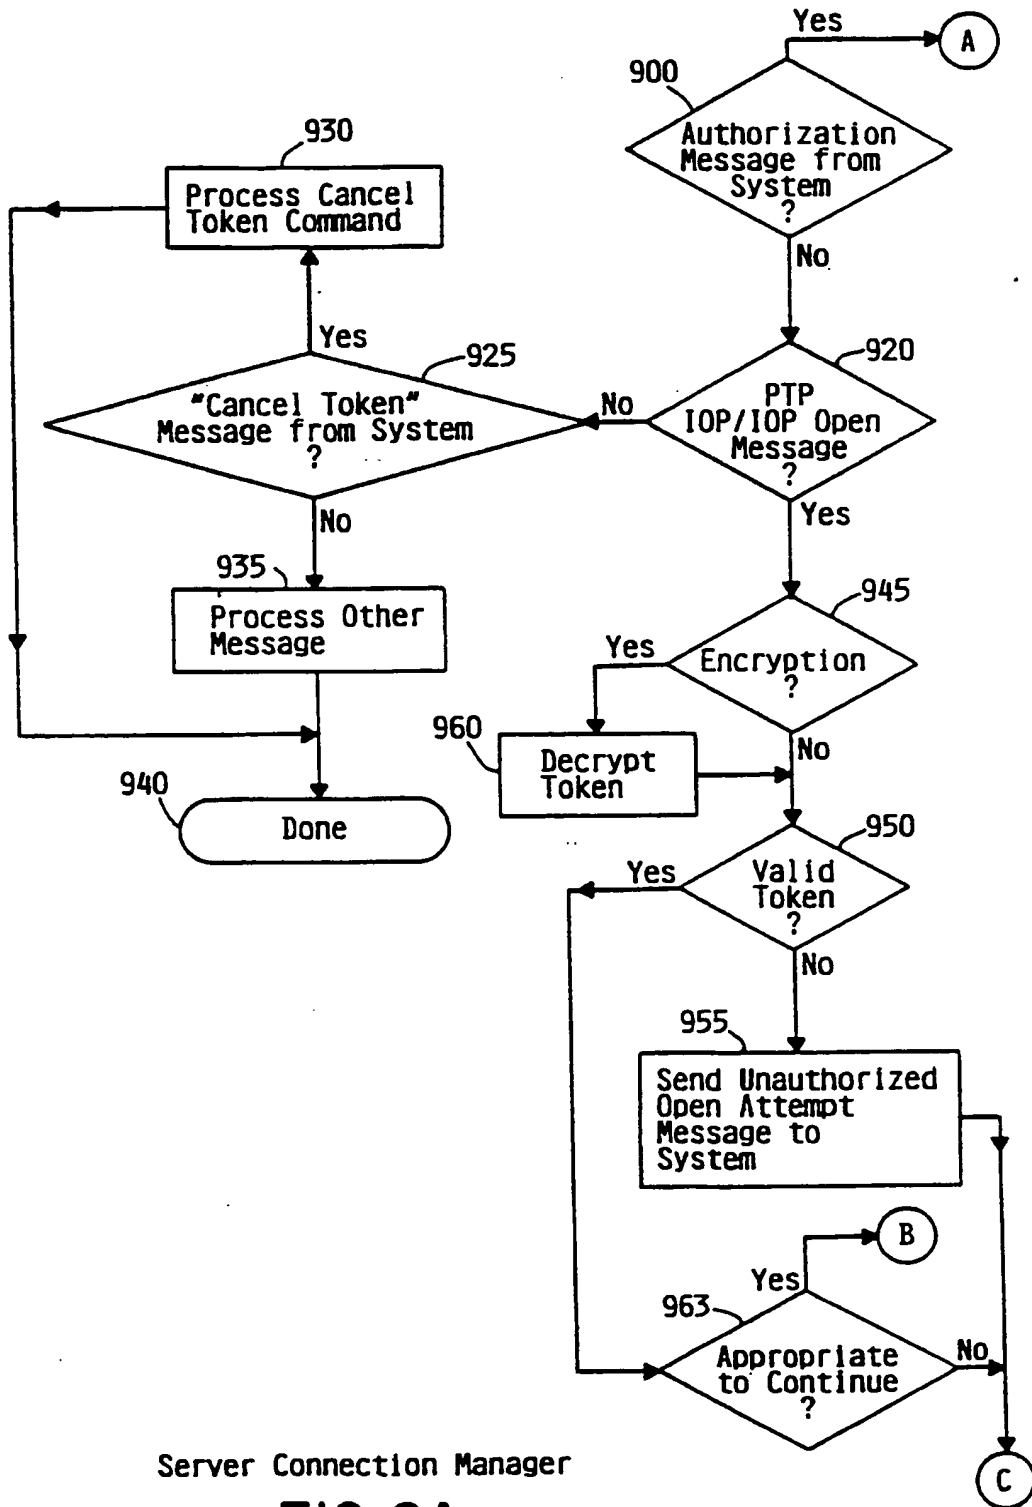 Yes
A
900
Authorization
Message from
System
?
No
930
Process Cancel
Token Command
Yes
925
"Cancel Token"
Message from System
?
No
920
PTP
IOP/IOP Open
Message
?
Yes
No
935
Process Other
Message
945
Encryption
?
Yes
No
960
Decrypt
Token
940
Done
950
Valid
Token
?
Yes
No
955
Send Unauthorized
Open Attempt
Message to
System
B
Yes
963
Appropriate
to Continue
?
No
C
Server Connection Manager